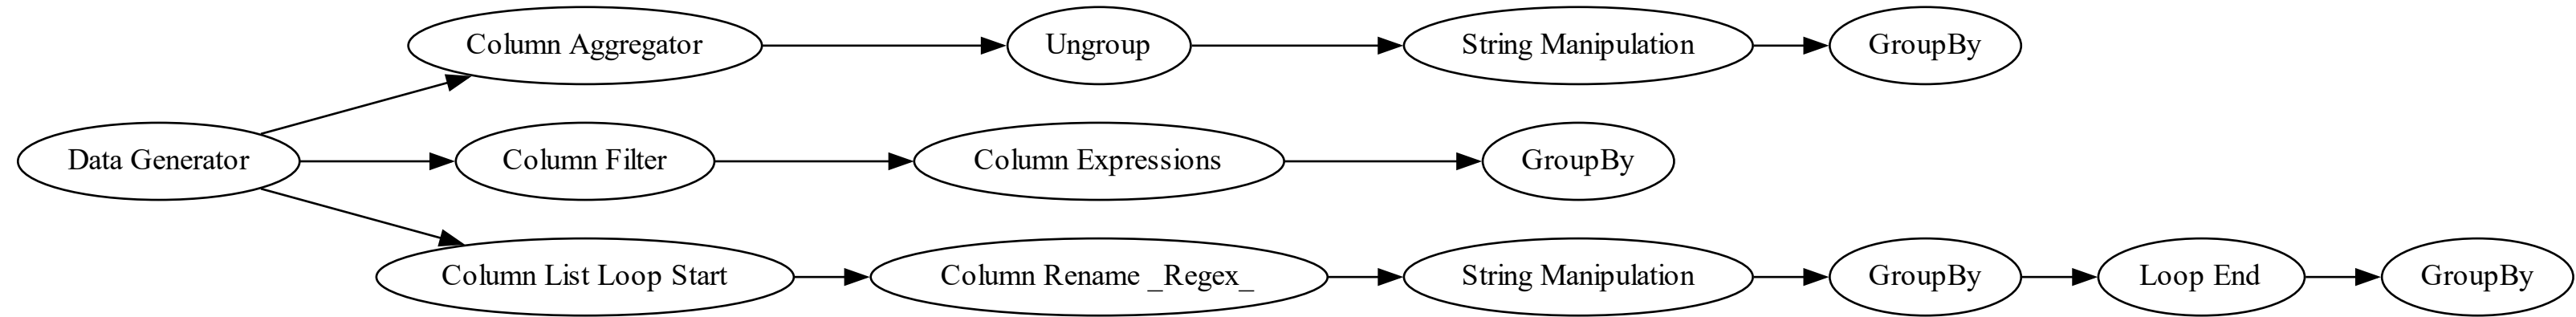 Column Aggregator
Ungroup
String Manipulation
GroupBy
Data Generator
Column Filter
Column Expressions
GroupBy
Column List Loop Start
Column Rename _Regex_
String Manipulation
GroupBy
Loop End
GroupBy